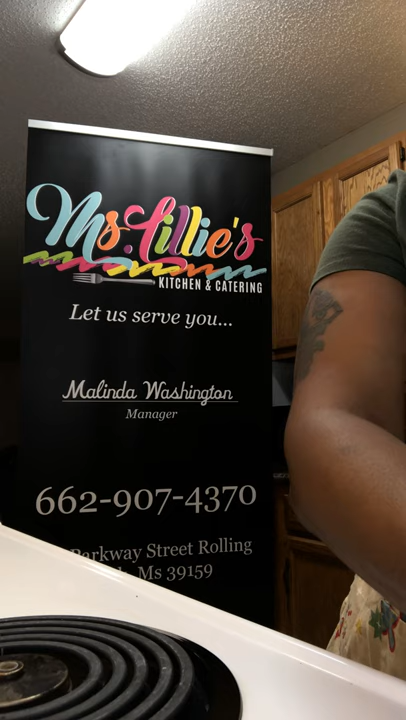 Ms. Lillie's
KITCHEN & CATERING
Let us serve you...
Malinda Washington
Manager
662-907-4370
Parkway Street Rolling
Ms 39159